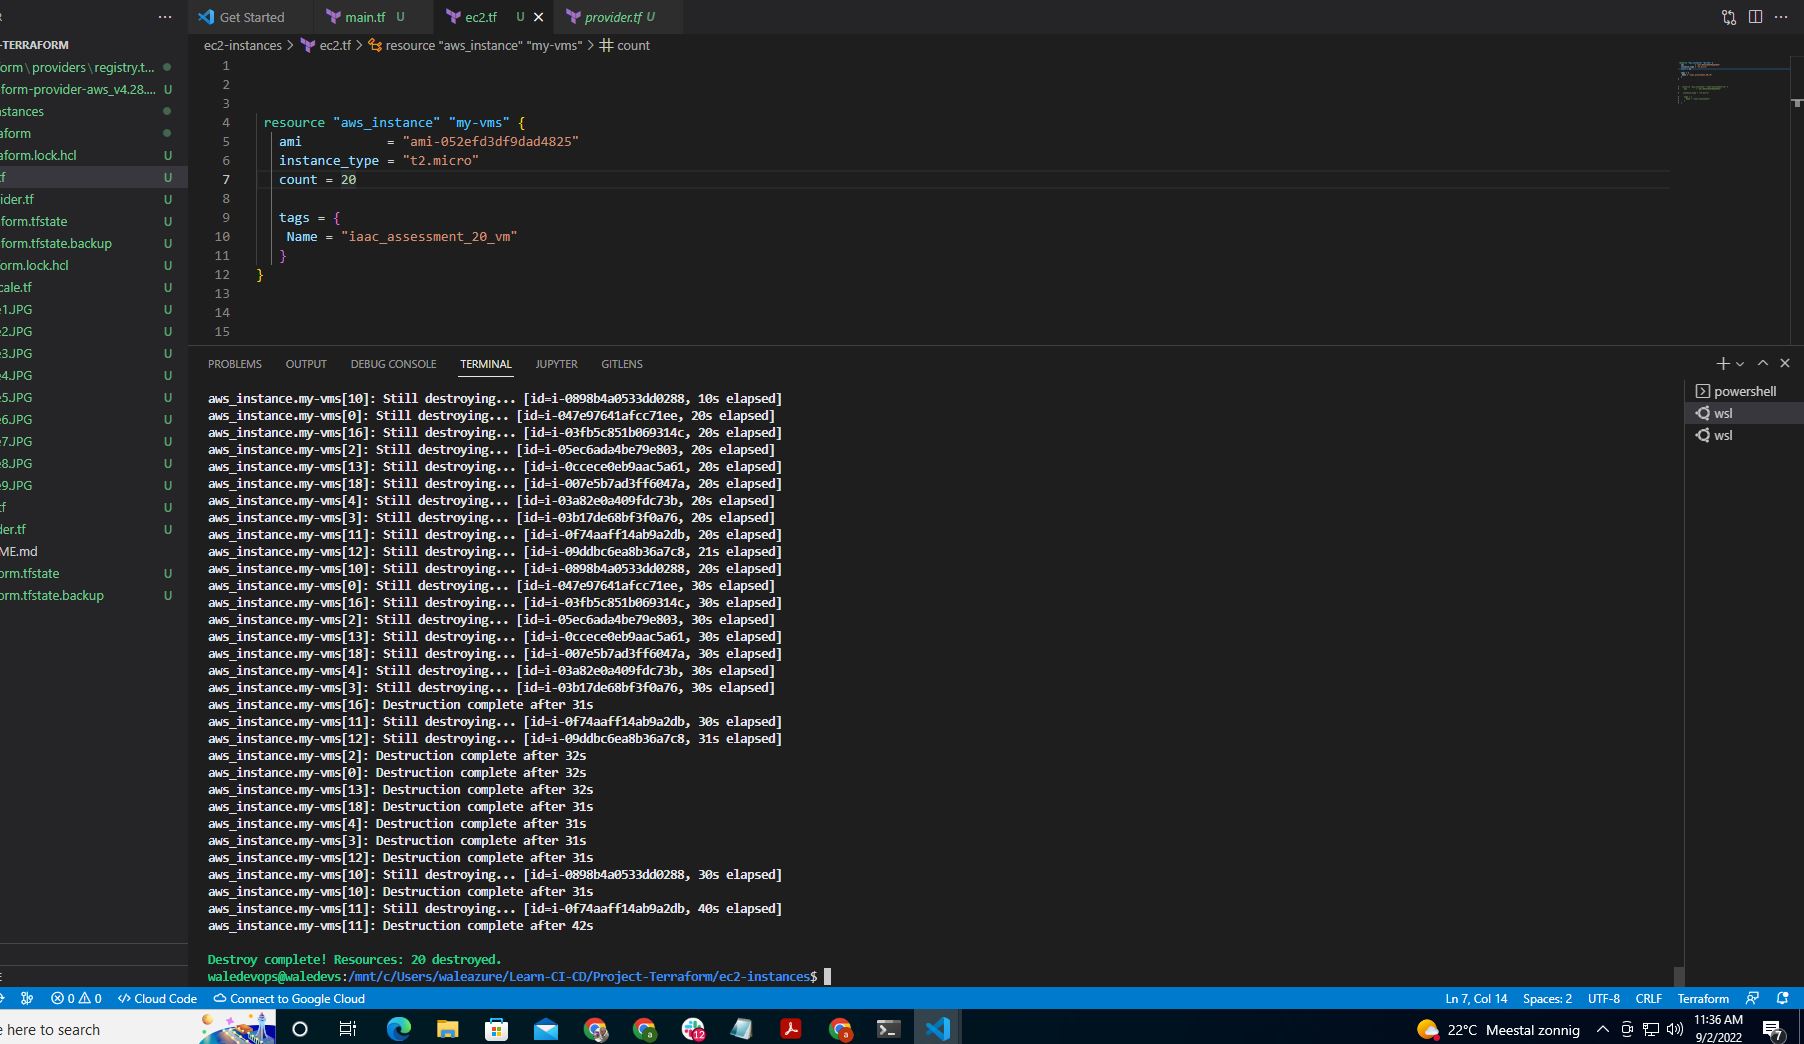 Get Started
main.tf U
ec2.tf U
provider.tf U
-TERRAFORM
orm\providers\registry.t...
form-provider-aws_v4.28.... U
nstances
aform
aform.lock.hcl U
tf U
ider.tf U
form.tfstate U
form.tfstate.backup U
orm.lock.hcl U
cale.tf U
e1.JPG U
e2.JPG U
e3.JPG U
e4.JPG U
e5.JPG U
e6.JPG U
e7.JPG U
e8.JPG U
e9.JPG U
tf U
der.tf U
ME.md
orm.tfstate U
orm.tfstate.backup U
ec2-instances > ec2.tf > resource "aws_instance" "my-vms" > count
1
2
3
4 resource "aws_instance" "my-vms" {
5 ami = "ami-052efd3df9dad4825"
6 instance_type = "t2.micro"
7 count = 20
8
9 tags = {
10 Name = "iaac_assessment_20_vm"
11 }
12 }
13
14
15
PROBLEMS OUTPUT DEBUG CONSOLE TERMINAL JUPYTER GITLENS
aws_instance.my-vms[10]: Still destroying... [id=i-0898b4a0533dd0288, 10s elapsed]
aws_instance.my-vms[0]: Still destroying... [id=i-047e97641afcc71ee, 20s elapsed]
aws_instance.my-vms[16]: Still destroying... [id=i-03fb5c851b069314c, 20s elapsed]
aws_instance.my-vms[2]: Still destroying... [id=i-05ec6ada4be79e803, 20s elapsed]
aws_instance.my-vms[13]: Still destroying... [id=i-0ccece0eb9aac5a61, 20s elapsed]
aws_instance.my-vms[18]: Still destroying... [id=i-007e5b7ad3ff6047a, 20s elapsed]
aws_instance.my-vms[4]: Still destroying... [id=i-03a82e0a409fdc73b, 20s elapsed]
aws_instance.my-vms[3]: Still destroying... [id=i-03b17de68bf3f0a76, 20s elapsed]
aws_instance.my-vms[11]: Still destroying... [id=i-0f74aaff14ab9a2db, 20s elapsed]
aws_instance.my-vms[12]: Still destroying... [id=i-09ddbc6ea8b36a7c8, 21s elapsed]
aws_instance.my-vms[10]: Still destroying... [id=i-0898b4a0533dd0288, 20s elapsed]
aws_instance.my-vms[0]: Still destroying... [id=i-047e97641afcc71ee, 30s elapsed]
aws_instance.my-vms[16]: Still destroying... [id=i-03fb5c851b069314c, 30s elapsed]
aws_instance.my-vms[2]: Still destroying... [id=i-05ec6ada4be79e803, 30s elapsed]
aws_instance.my-vms[13]: Still destroying... [id=i-0ccece0eb9aac5a61, 30s elapsed]
aws_instance.my-vms[18]: Still destroying... [id=i-007e5b7ad3ff6047a, 30s elapsed]
aws_instance.my-vms[4]: Still destroying... [id=i-03a82e0a409fdc73b, 30s elapsed]
aws_instance.my-vms[3]: Still destroying... [id=i-03b17de68bf3f0a76, 30s elapsed]
aws_instance.my-vms[16]: Destruction complete after 31s
aws_instance.my-vms[11]: Still destroying... [id=i-0f74aaff14ab9a2db, 30s elapsed]
aws_instance.my-vms[12]: Still destroying... [id=i-09ddbc6ea8b36a7c8, 31s elapsed]
aws_instance.my-vms[2]: Destruction complete after 32s
aws_instance.my-vms[0]: Destruction complete after 32s
aws_instance.my-vms[13]: Destruction complete after 32s
aws_instance.my-vms[18]: Destruction complete after 31s
aws_instance.my-vms[4]: Destruction complete after 31s
aws_instance.my-vms[3]: Destruction complete after 31s
aws_instance.my-vms[12]: Destruction complete after 31s
aws_instance.my-vms[10]: Still destroying... [id=i-0898b4a0533dd0288, 30s elapsed]
aws_instance.my-vms[10]: Destruction complete after 31s
aws_instance.my-vms[11]: Still destroying... [id=i-0f74aaff14ab9a2db, 40s elapsed]
aws_instance.my-vms[11]: Destruction complete after 42s
Destroy complete! Resources: 20 destroyed.
waledevops@waledevs:/mnt/c/Users/waleazure/Learn-CI-CD/Project-Terraform/ec2-instances$
powershell
wsl
wsl
0 0 Cloud Code Connect to Google Cloud
Ln 7, Col 14 Spaces: 2 UTF-8 CRLF Terraform
e here to search
12
22°C Meestal zonnig
11:36 AM
9/2/2022
7